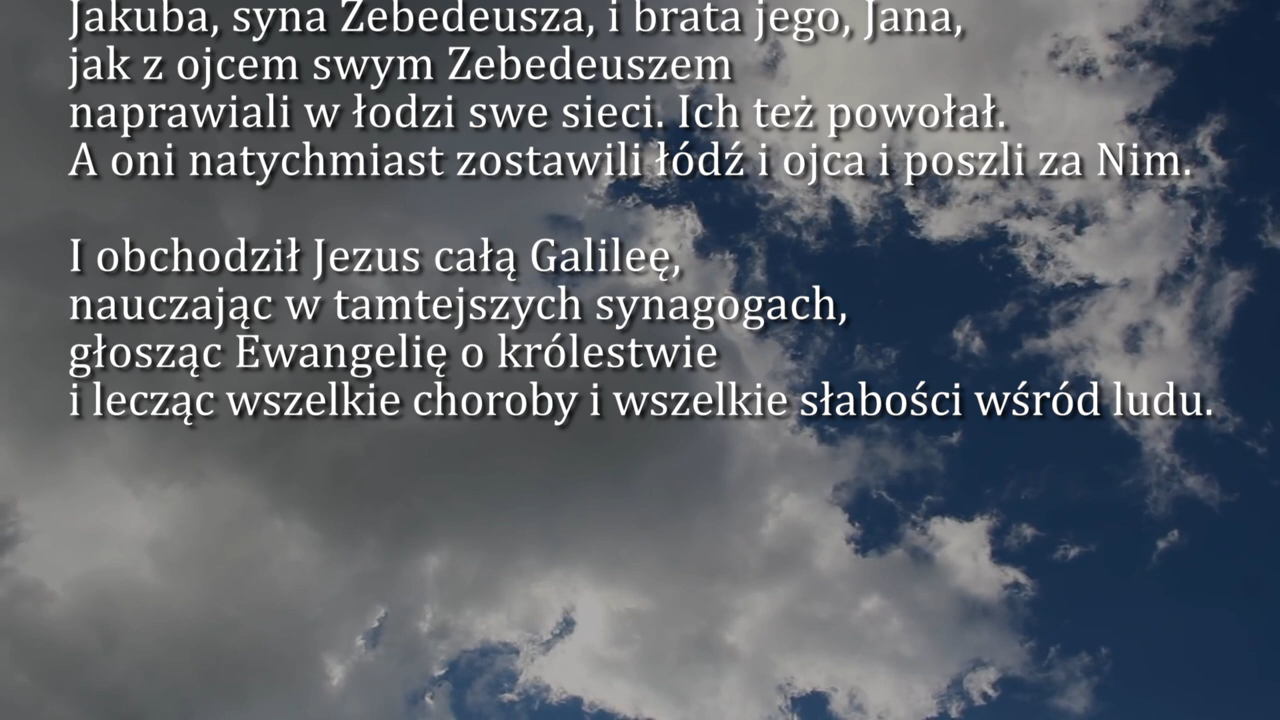 Jakuba, syna Zebedeusza, i brata jego, Jana,
jak z ojcem swym Zebedeuszem
naprawiali w łodzi swe sieci. Ich też powołał.
A oni natychmiast zostawili łódź i ojca i poszli za Nim.
I obchodził Jezus całą Galileę,
nauczając w tamtejszych synagogach,
głosząc Ewangelię o królestwie
i lecząc wszelkie choroby i wszelkie słabości wśród ludu.